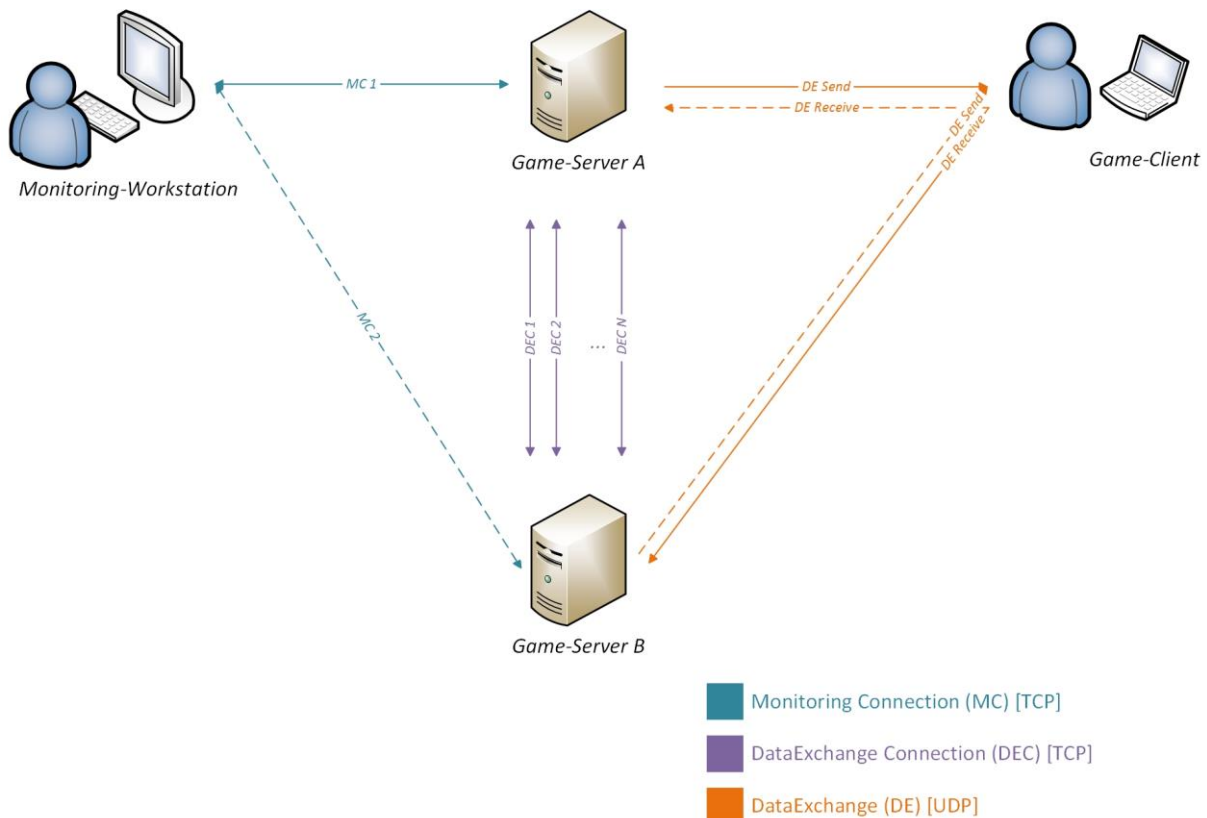 MC 1
DE Send
DE Receive
DE Send
DE Receive
Monitoring-Workstation
Game-Server A
Game-Client
MC 2
DEC 1
DEC 2
...
DEC N
Game-Server B
Monitoring Connection (MC) [TCP]
DataExchange Connection (DEC) [TCP]
DataExchange (DE) [UDP]